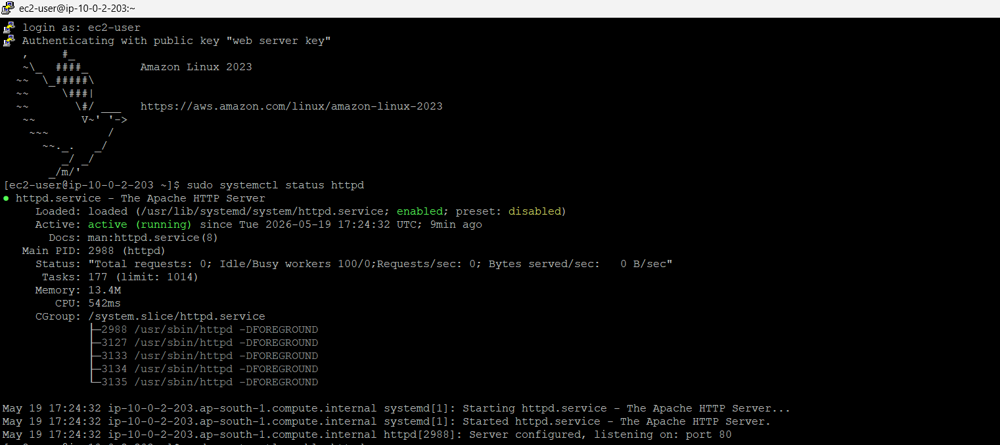 ec2-user@ip-10-0-2-203:~
login as: ec2-user
Authenticating with public key "web server key"
   ,     #_
   ~\_  ####_        Amazon Linux 2023
  ~~  \_#####\
  ~~     \###|
  ~~       \#/ ___   https://aws.amazon.com/linux/amazon-linux-2023
   ~~       V~' '->
    ~~~         /
      ~~._.   _/
         _/ _/
       _/m/'
[ec2-user@ip-10-0-2-203 ~]$ sudo systemctl status httpd
● httpd.service - The Apache HTTP Server
     Loaded: loaded (/usr/lib/systemd/system/httpd.service; enabled; preset: disabled)
     Active: active (running) since Tue 2026-05-19 17:24:32 UTC; 9min ago
       Docs: man:httpd.service(8)
   Main PID: 2988 (httpd)
     Status: "Total requests: 0; Idle/Busy workers 100/0;Requests/sec: 0; Bytes served/sec:   0 B/sec"
      Tasks: 177 (limit: 1014)
     Memory: 13.4M
        CPU: 542ms
     CGroup: /system.slice/httpd.service
             ├─2988 /usr/sbin/httpd -DFOREGROUND
             ├─3127 /usr/sbin/httpd -DFOREGROUND
             ├─3133 /usr/sbin/httpd -DFOREGROUND
             ├─3134 /usr/sbin/httpd -DFOREGROUND
             └─3135 /usr/sbin/httpd -DFOREGROUND
May 19 17:24:32 ip-10-0-2-203.ap-south-1.compute.internal systemd[1]: Starting httpd.service - The Apache HTTP Server...
May 19 17:24:32 ip-10-0-2-203.ap-south-1.compute.internal systemd[1]: Started httpd.service - The Apache HTTP Server.
May 19 17:24:32 ip-10-0-2-203.ap-south-1.compute.internal httpd[2988]: Server configured, listening on: port 80